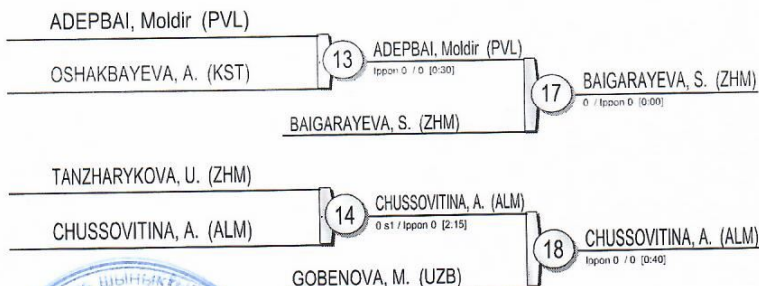 ADEPBAI, Moldir (PVL)
OSHAKBAYEVA, A. (KST)
13
ADEPBAI, Moldir (PVL)
Ippon 0 / 0 [0:30]
BAIGARAYEVA, S. (ZHM)
17
BAIGARAYEVA, S. (ZHM)
0 / Ippon 0 [0:00]
TANZHARYKOVA, U. (ZHM)
CHUSSOVITINA, A. (ALM)
14
CHUSSOVITINA, A. (ALM)
0 s1 / Ippon 0 [2:15]
GOBENOVA, M. (UZB)
18
CHUSSOVITINA, A. (ALM)
Ippon 0 / 0 [0:40]